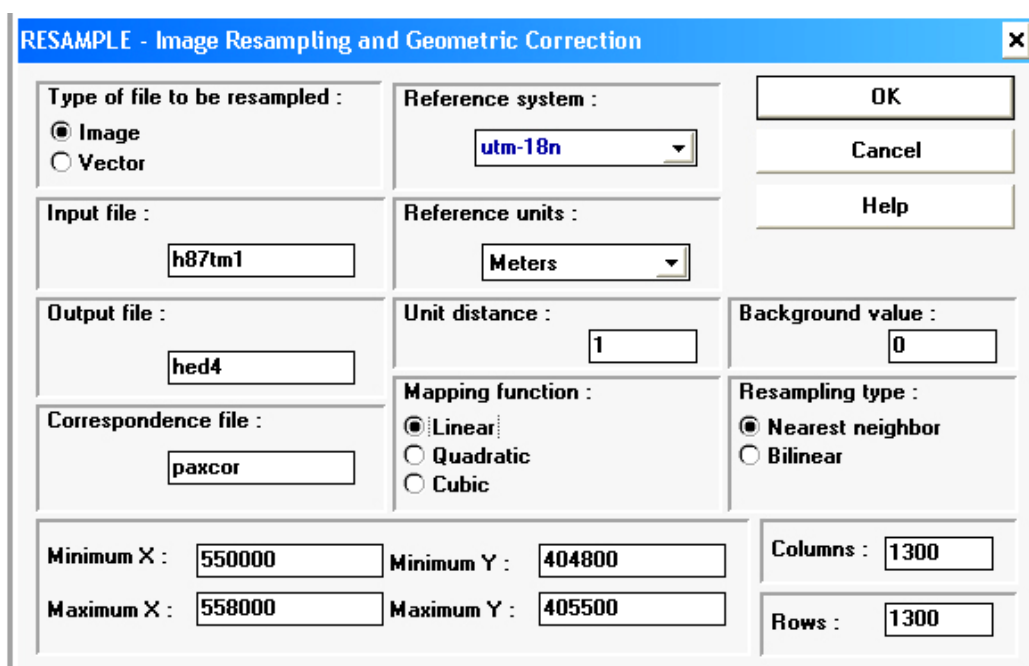 RESAMPLE - Image Resampling and Geometric Correction
Type of file to be resampled :
Image
Vector
Reference system :
utm-18n
OK
Cancel
Help
Input file :
h87tm1
Reference units :
Meters
Output file :
hed4
Unit distance :
1
Background value :
0
Correspondence file :
paxcor
Mapping function :
Linear
Quadratic
Cubic
Resampling type :
Nearest neighbor
Bilinear
Minimum X : 550000 Minimum Y : 404800
Maximum X : 558000 Maximum Y : 405500
Columns : 1300
Rows : 1300